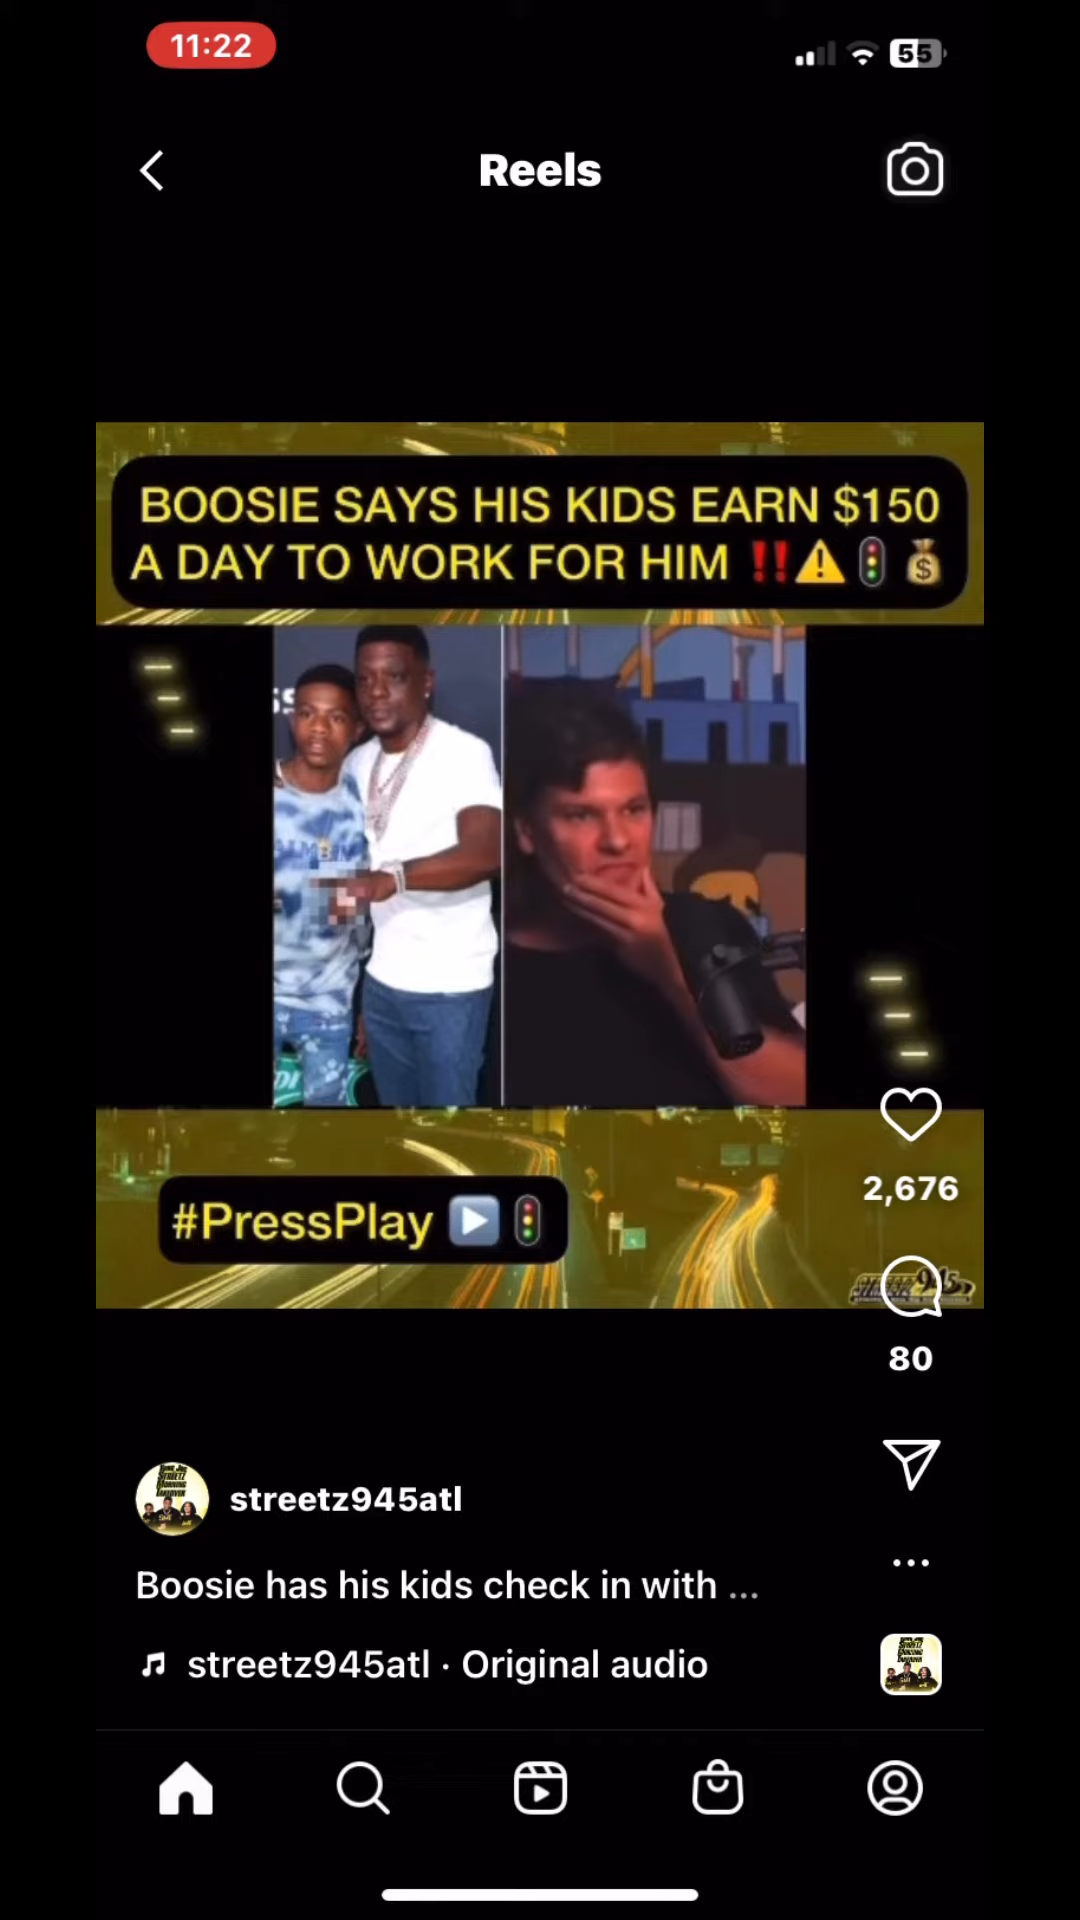 11:22
55
Reels
BOOSIE SAYS HIS KIDS EARN $150
A DAY TO WORK FOR HIM ‼️⚠️🚦💰
#PressPlay ▶️🚦
2,676
945
80
streetz945atl
Boosie has his kids check in with ...
streetz945atl · Original audio